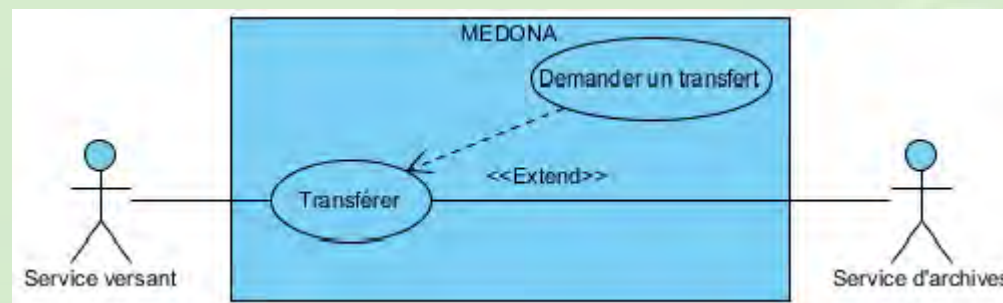 MEDONA
Demander un transfert
<<Extend>>
Transférer
Service versant
Service d'archives